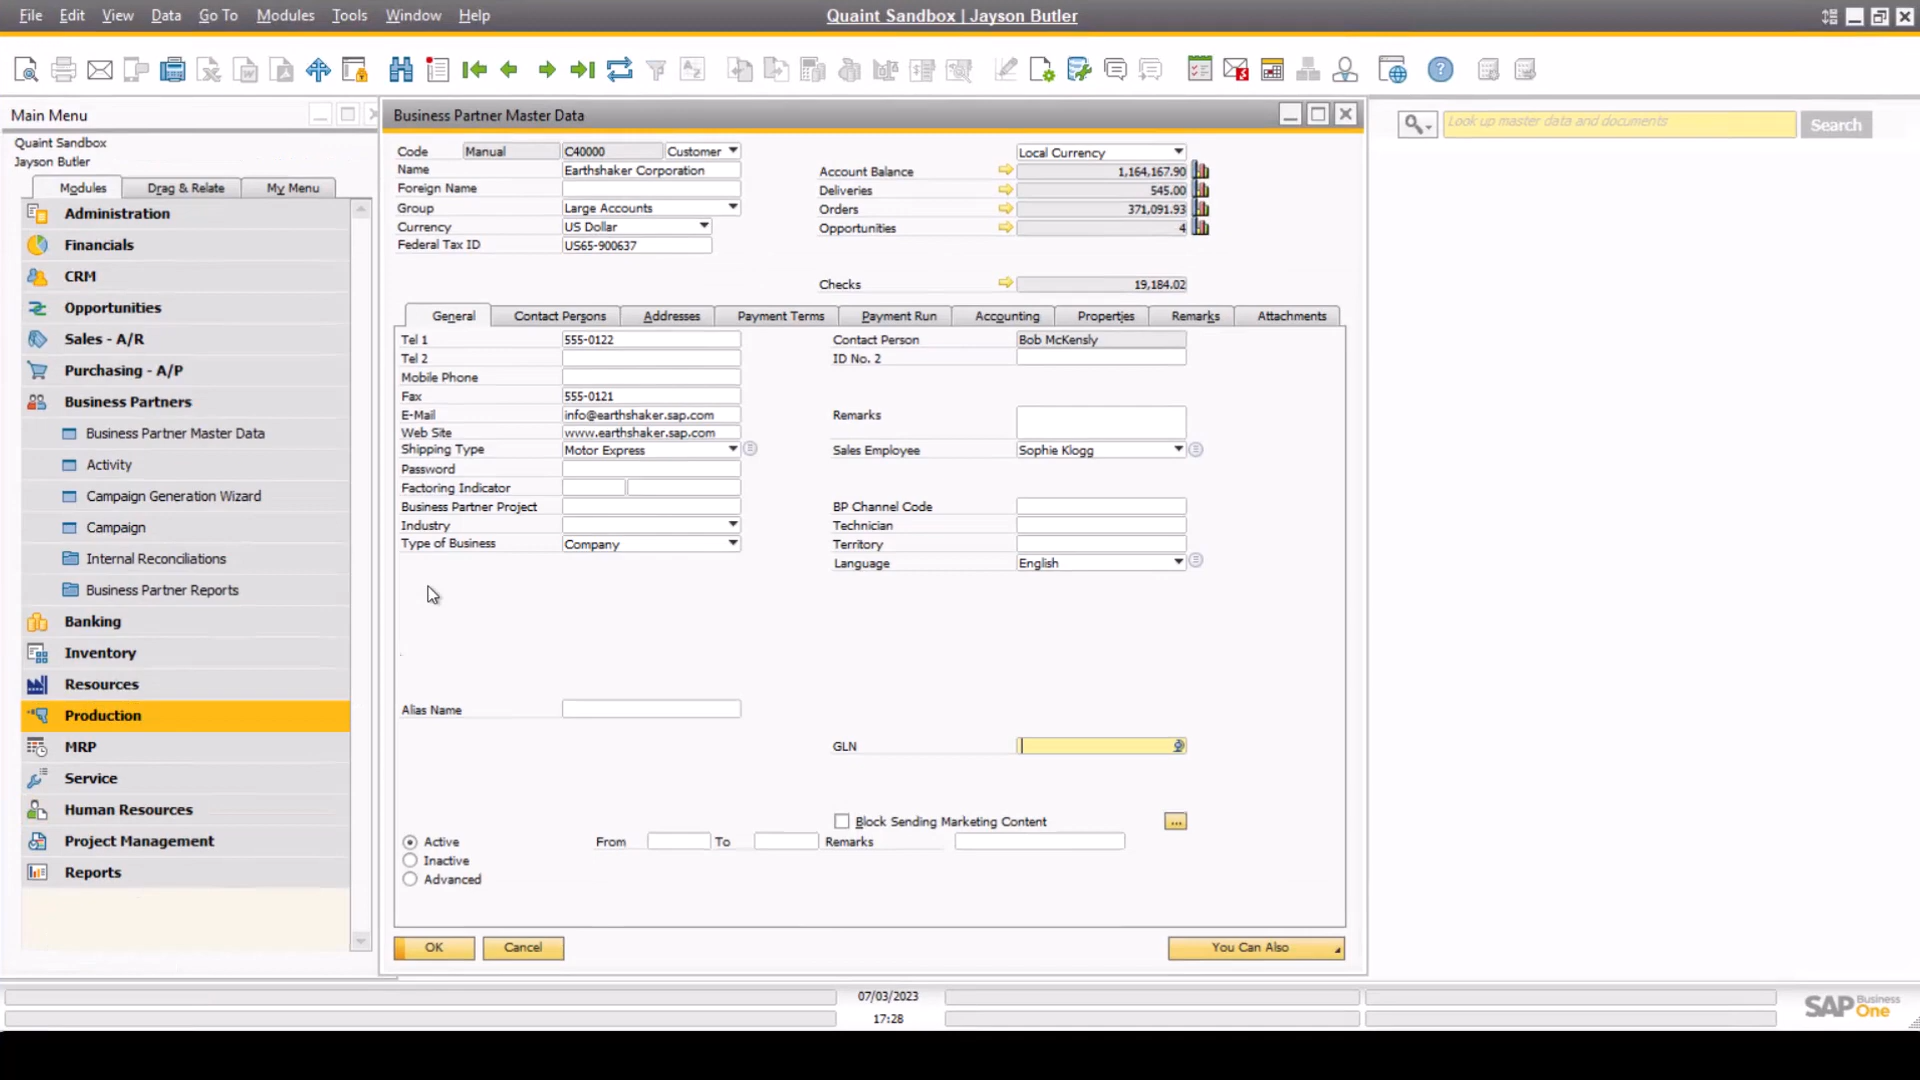 File Edit View Data Go To Modules Tools Window Help
Quaint Sandbox | Jayson Butler
Main Menu
Quaint Sandbox
Jayson Butler
Modules Drag & Relate My Menu
Administration
Financials
CRM
Opportunities
Sales - A/R
Purchasing - A/P
Business Partners
Business Partner Master Data
Activity
Campaign Generation Wizard
Campaign
Internal Reconciliations
Business Partner Reports
Banking
Inventory
Resources
Production
MRP
Service
Human Resources
Project Management
Reports
Business Partner Master Data
Code Manual C40000 Customer
Name Earthshaker Corporation
Foreign Name
Group Large Accounts
Currency US Dollar
Federal Tax ID US65-900637
Local Currency
Account Balance 1,164,167.90
Deliveries 545.00
Orders 371,091.93
Opportunities 4
Checks 19,184.02
General Contact Persons Addresses Payment Terms Payment Run Accounting Properties Remarks Attachments
Tel 1 555-0122
Tel 2
Mobile Phone
Fax 555-0121
E-Mail info@earthshaker.sap.com
Web Site www.earthshaker.sap.com
Shipping Type Motor Express
Password
Factoring Indicator
Business Partner Project
Industry
Type of Business Company
Alias Name
Contact Person Bob McKensly
ID No. 2
Remarks
Sales Employee Sophie Klogg
BP Channel Code
Technician
Territory
Language English
GLN
Block Sending Marketing Content ...
Active From To Remarks
Inactive
Advanced
OK Cancel You Can Also
Look up master data and documents Search
07/03/2023
17:28
SAP Business One